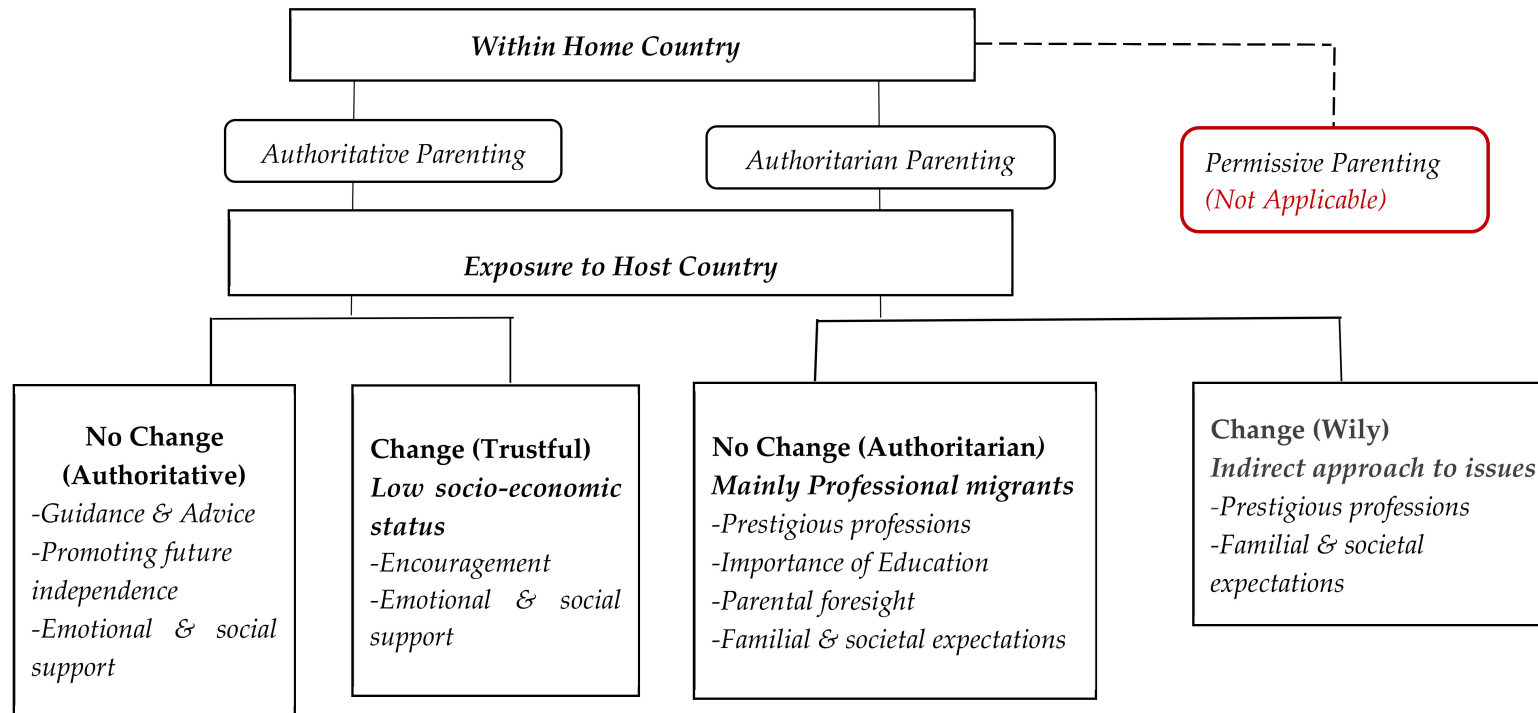 Within Home Country
Authoritative Parenting
Authoritarian Parenting
Permissive Parenting
(Not Applicable)
Exposure to Host Country
No Change
(Authoritative)
-Guidance & Advice
-Promoting future
independence
-Emotional & social
support
Change (Trustful)
Low socio-economic
status
-Encouragement
-Emotional & social
support
No Change (Authoritarian)
Mainly Professional migrants
-Prestigious professions
-Importance of Education
-Parental foresight
-Familial & societal expectations
Change (Wily)
Indirect approach to issues
-Prestigious professions
-Familial & societal
expectations